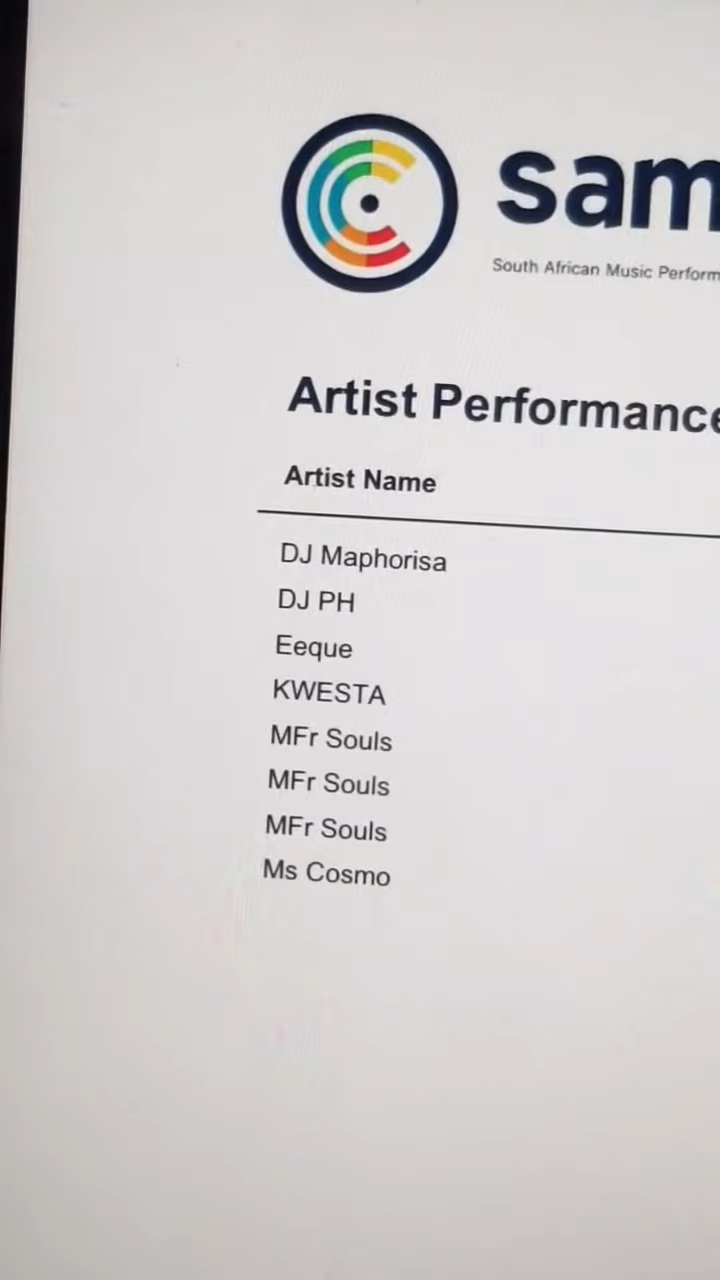 sam
South African Music Perform
Artist Performance
Artist Name
DJ Maphorisa
DJ PH
Eeque
KWESTA
MFr Souls
MFr Souls
MFr Souls
Ms Cosmo